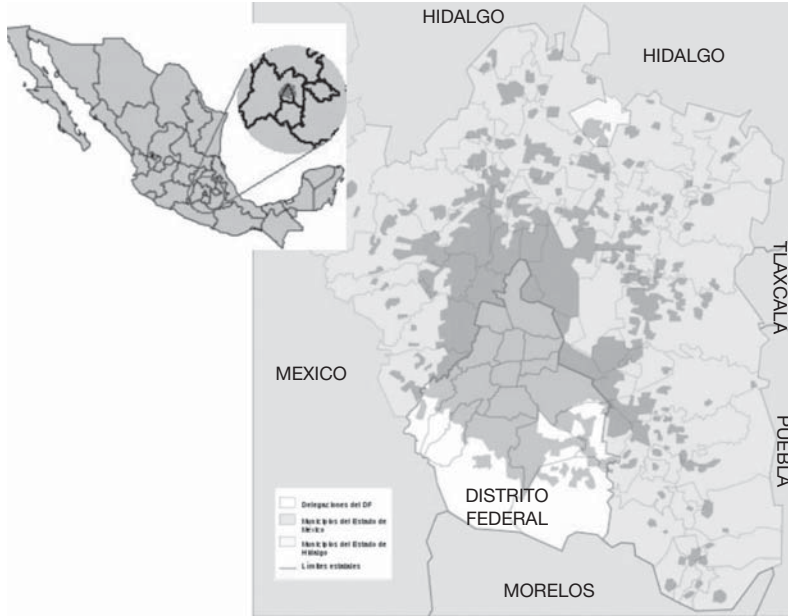 HIDALGO
HIDALGO
TLAXCALA
MEXICO
PUEBLA
DISTRITO
FEDERAL
MORELOS
Delegaciones del DF
Municipios del Estado de
México
Municipios del Estado de
Hidalgo
Límites estatales